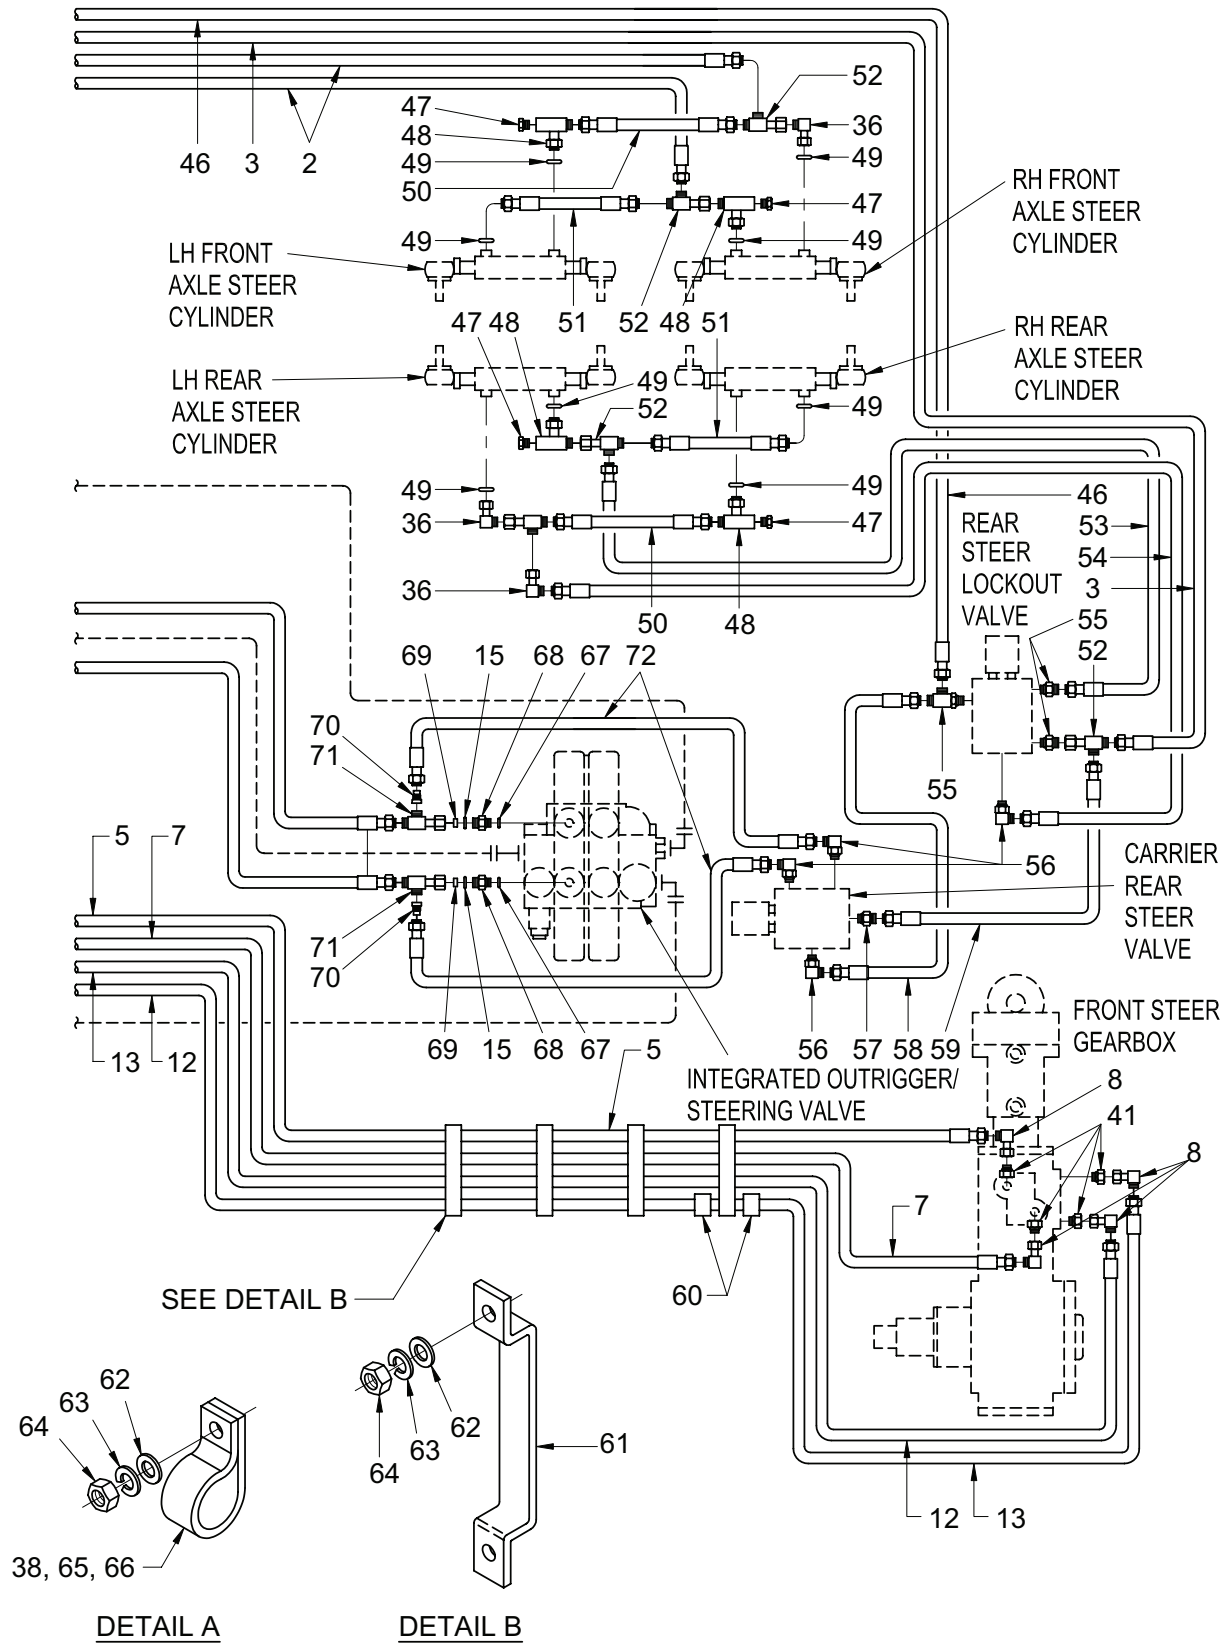 52
47
36
48
49
49
46
3
2
50
RH FRONT
AXLE STEER
CYLINDER
47
49
49
51
LH FRONT
AXLE STEER
CYLINDER
47
48
51
52
48
51
RH REAR
AXLE STEER
CYLINDER
LH REAR
AXLE STEER
CYLINDER
49
52
49
49
49
46
36
47
53
REAR
STEER
LOCKOUT
VALVE
54
36
3
50
48
55
52
69
15
68
67
72
70
71
55
5
7
56
CARRIER
REAR
STEER
VALVE
71
70
13
12
69
15
68
67
5
56
57
58
59
FRONT STEER
GEARBOX
INTEGRATED OUTRIGGER/
STEERING VALVE
8
41
8
7
SEE DETAIL B
60
62
63
64
62
63
64
61
12
13
38, 65, 66
DETAIL A
DETAIL B